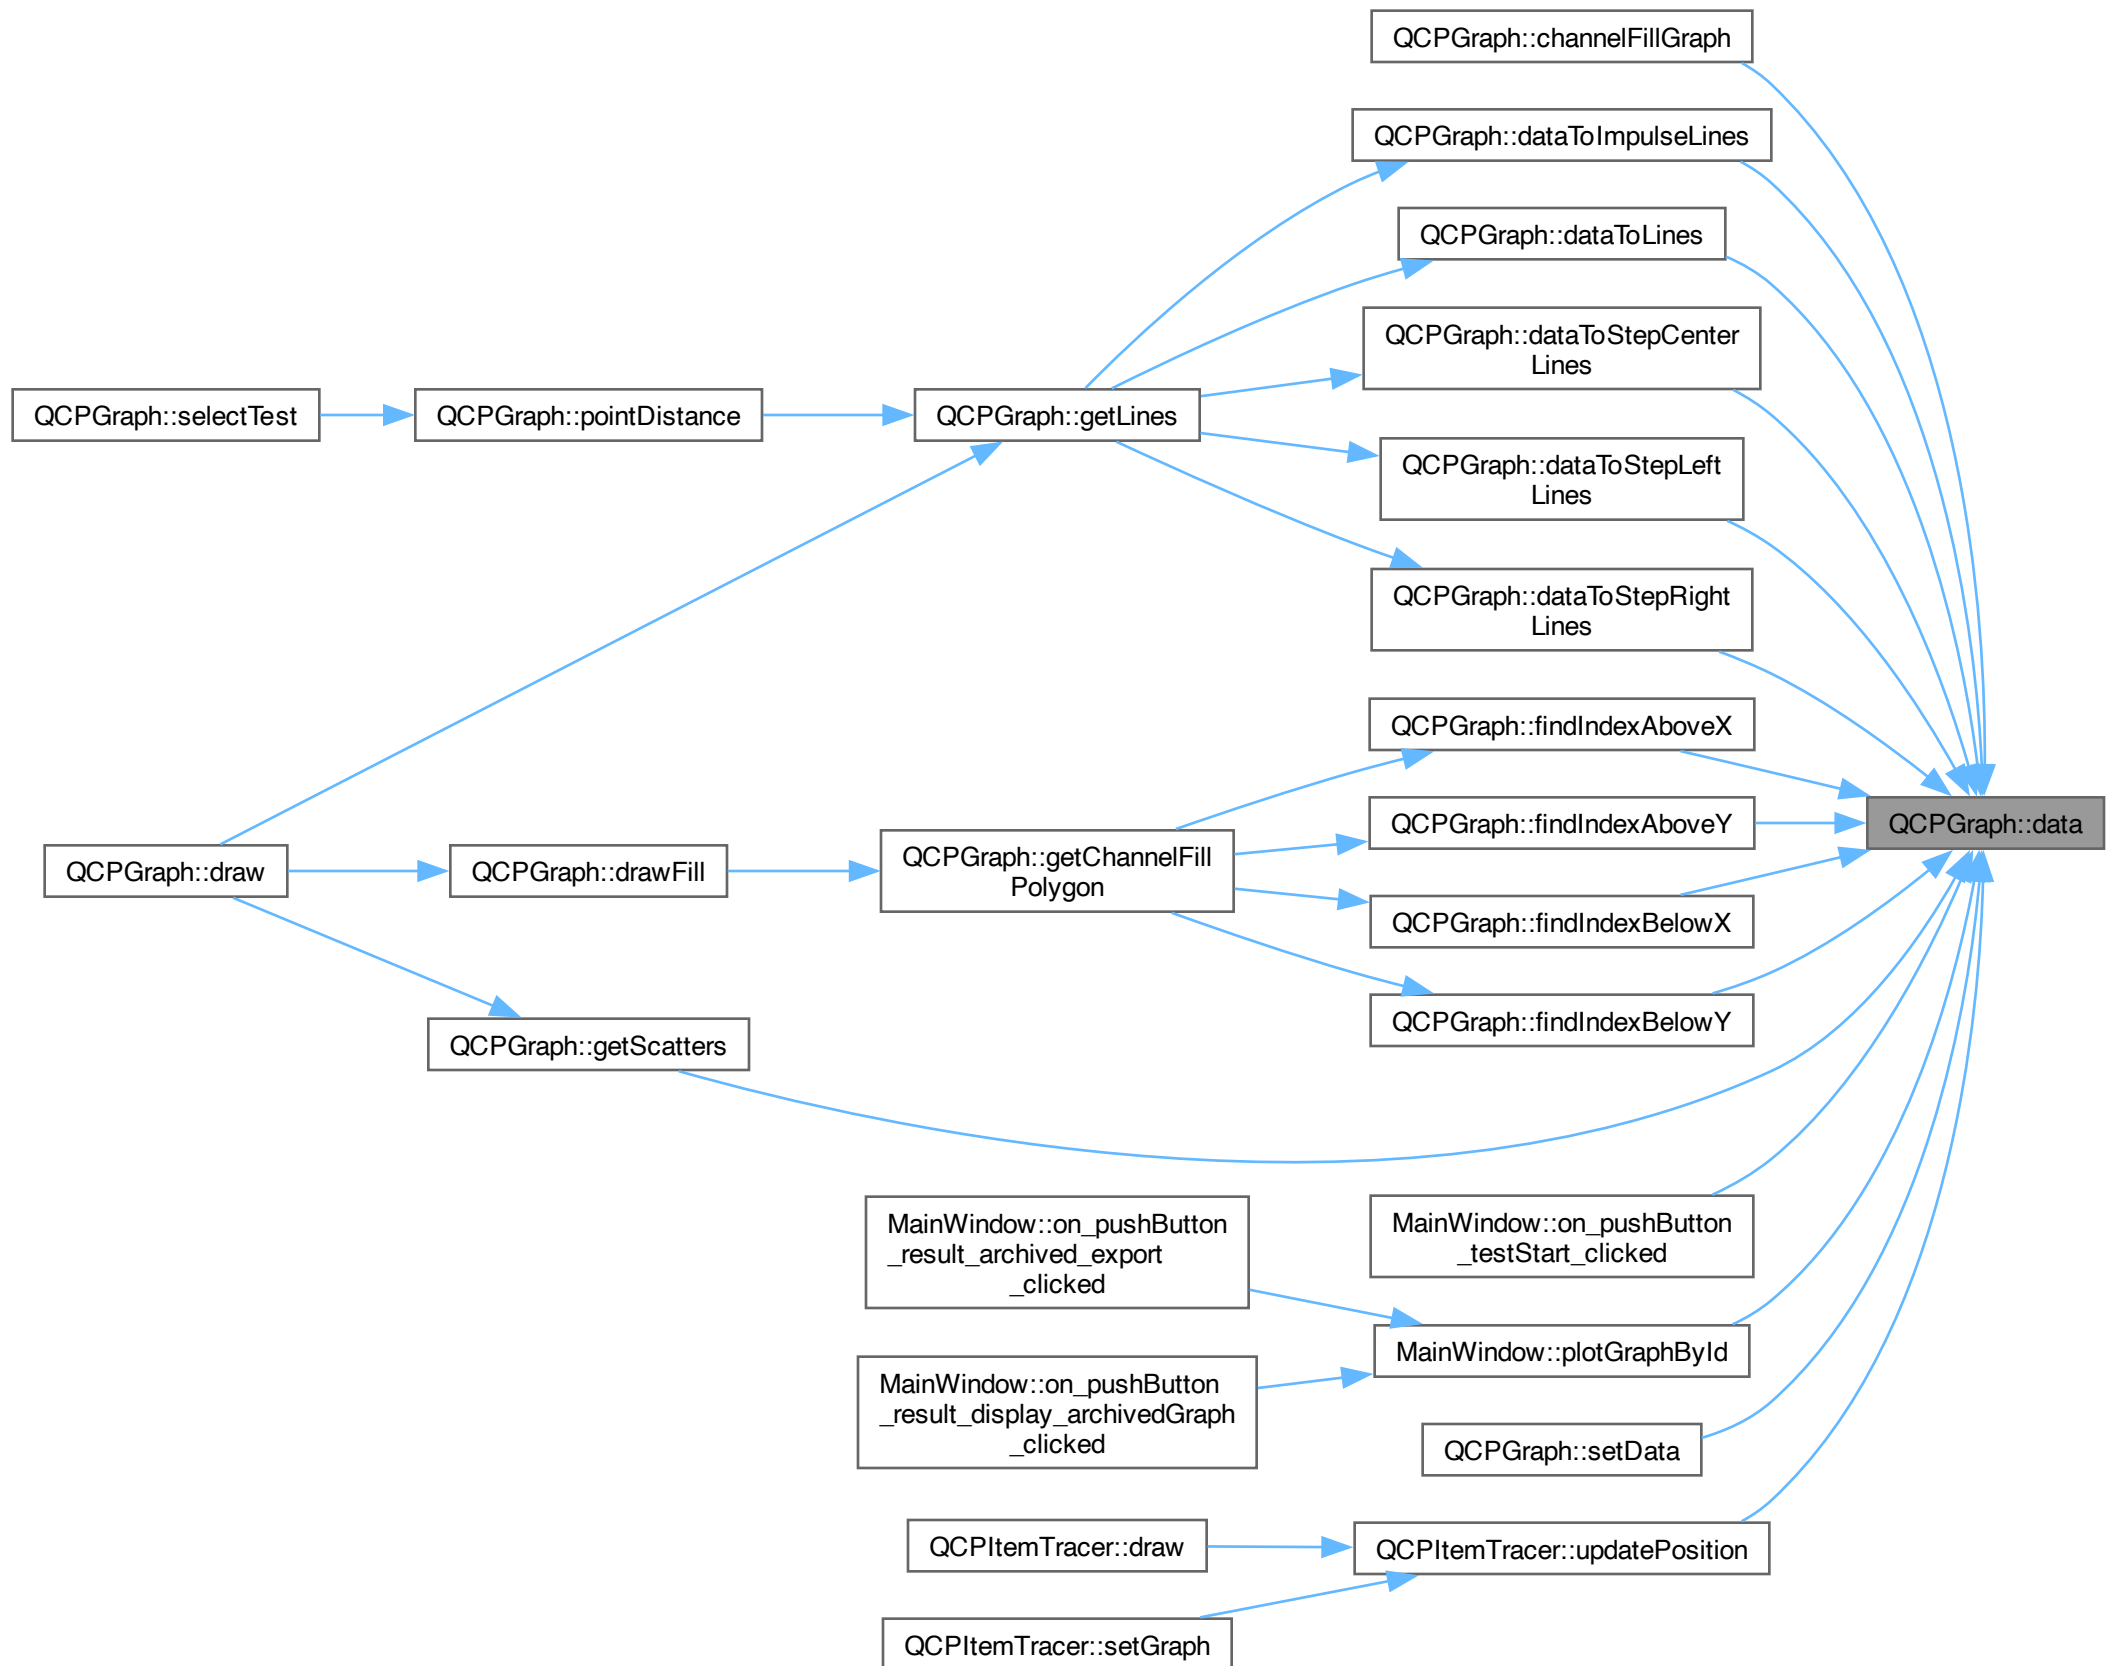 QCPGraph::channelFillGraph
QCPGraph::dataToImpulseLines
QCPGraph::dataToLines
QCPGraph::dataToStepCenter
Lines
QCPGraph::selectTest
QCPGraph::pointDistance
QCPGraph::getLines
QCPGraph::dataToStepLeft
Lines
QCPGraph::dataToStepRight
Lines
QCPGraph::findIndexAboveX
QCPGraph::findIndexAboveY
QCPGraph::data
QCPGraph::draw
QCPGraph::drawFill
QCPGraph::getChannelFill
Polygon
QCPGraph::findIndexBelowX
QCPGraph::findIndexBelowY
QCPGraph::getScatters
MainWindow::on_pushButton
_result_archived_export
_clicked
MainWindow::on_pushButton
_testStart_clicked
MainWindow::plotGraphById
MainWindow::on_pushButton
_result_display_archivedGraph
_clicked
QCPGraph::setData
QCPItemTracer::draw
QCPItemTracer::updatePosition
QCPItemTracer::setGraph